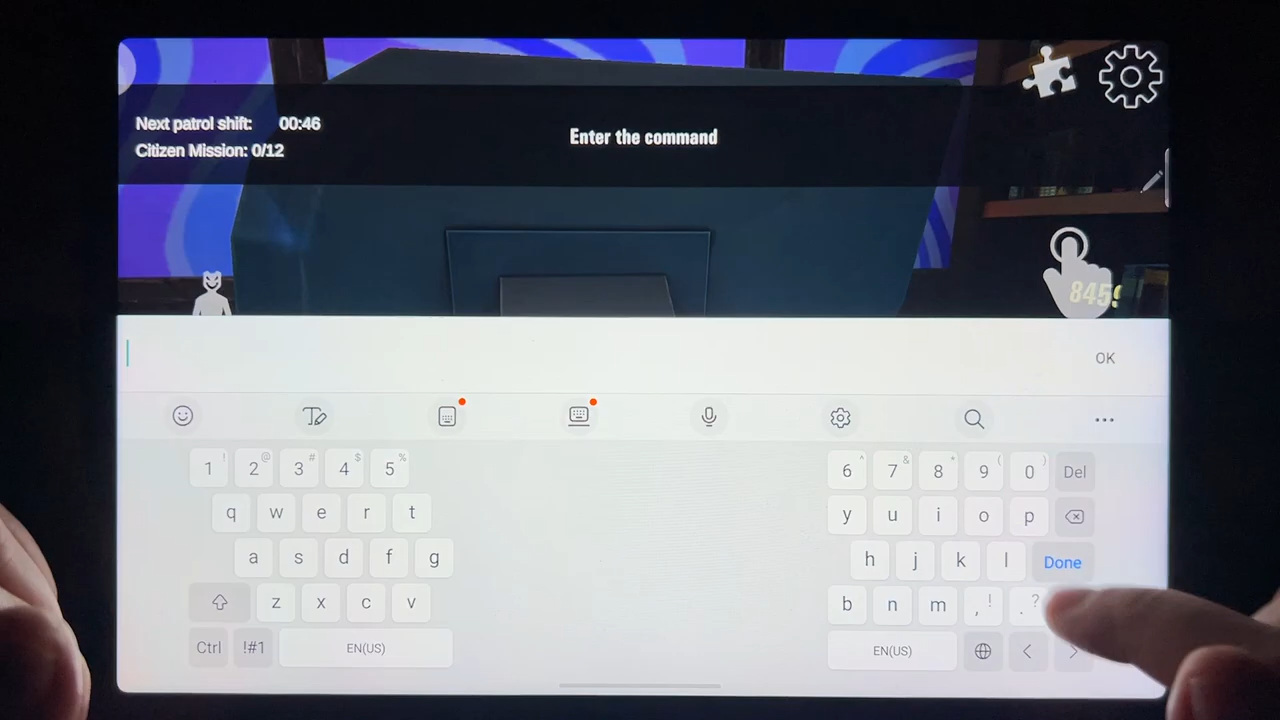 Next patrol shift: 00:46
Citizen Mission: 0/12
Enter the command
8459
OK
1 ! 2 @ 3 # 4 $ 5 % 6 ^ 7 & 8 * 9 ( 0 ) Del
q w e r t y u i o p
a s d f g h j k l Done
z x c v b n m , ! . ?
Ctrl !#1 EN(US) EN(US) < >